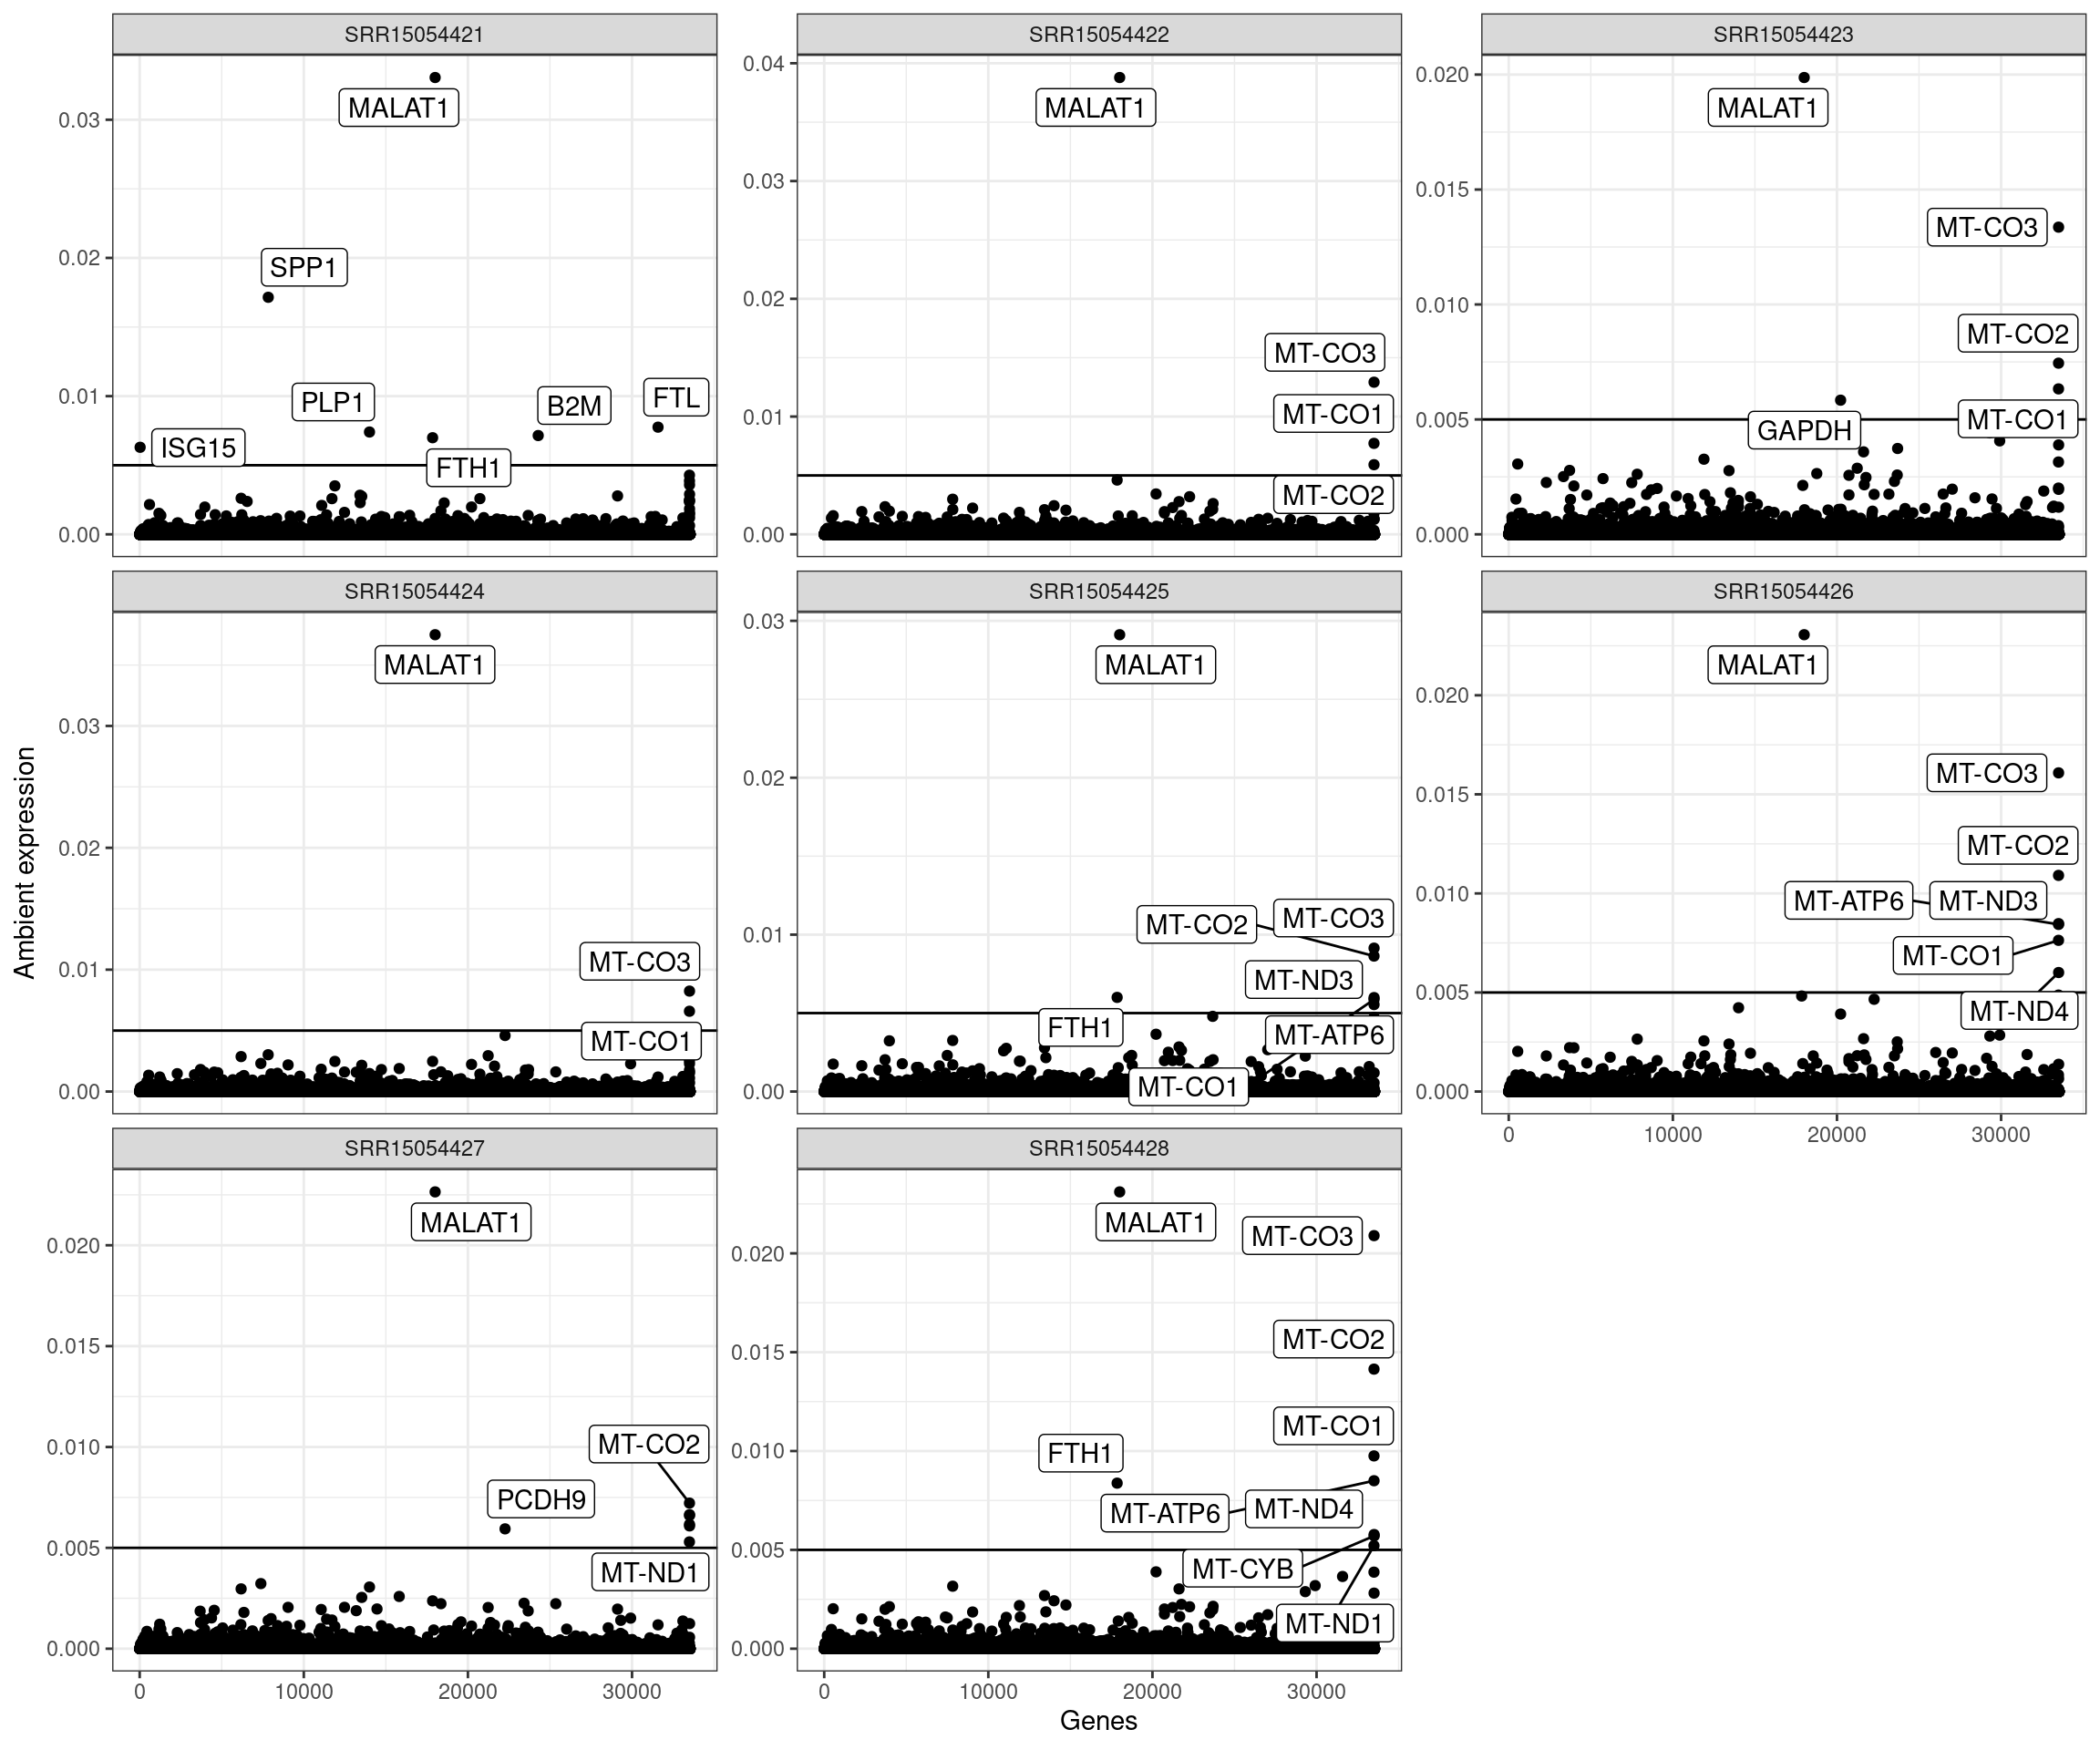 SRR15054421
SRR15054422
SRR15054423
0.03
0.02
0.01
0.00
MALAT1
SPP1
PLP1
B2M
FTL
ISG15
FTH1
0.04
0.03
0.02
0.01
0.00
MALAT1
MT-CO3
MT-CO1
MT-CO2
0.020
0.015
0.010
0.005
0.000
MALAT1
MT-CO3
MT-CO2
MT-CO1
GAPDH
SRR15054424
SRR15054425
SRR15054426
Ambient expression
0.03
0.02
0.01
0.00
MALAT1
MT-CO3
MT-CO1
0.03
0.02
0.01
0.00
MALAT1
MT-CO2
MT-CO3
MT-ND3
FTH1
MT-ATP6
MT-CO1
0.020
0.015
0.010
0.005
0.000
MALAT1
MT-CO3
MT-CO2
MT-ATP6
MT-ND3
MT-CO1
MT-ND4
0
10000
20000
30000
SRR15054427
SRR15054428
0.020
0.015
0.010
0.005
0.000
MALAT1
MT-CO2
PCDH9
MT-ND1
0
10000
20000
30000
0.020
0.015
0.010
0.005
0.000
MALAT1
MT-CO3
MT-CO2
MT-CO1
FTH1
MT-ATP6
MT-ND4
MT-CYB
MT-ND1
0
10000
20000
30000
Genes